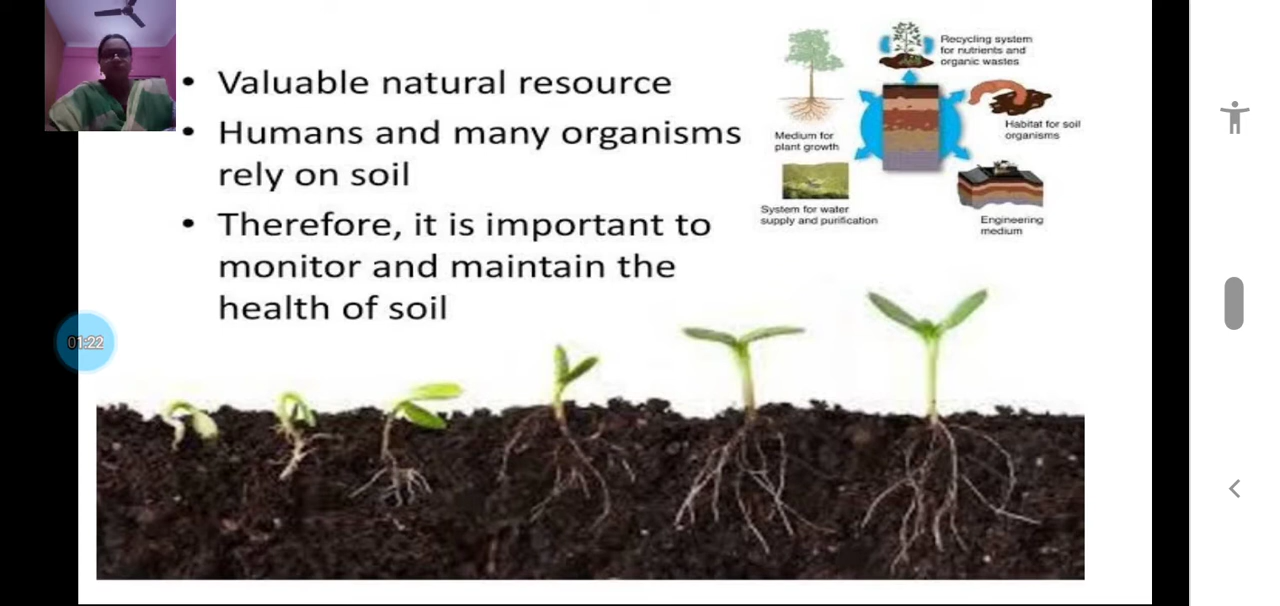 • Valuable natural resource
• Humans and many organisms
rely on soil
• Therefore, it is important to
monitor and maintain the
health of soil
Recycling system
for nutrients and
organic wastes
Medium for
plant growth
Habitat for soil
organisms
System for water
supply and purification
Engineering
medium
01:22